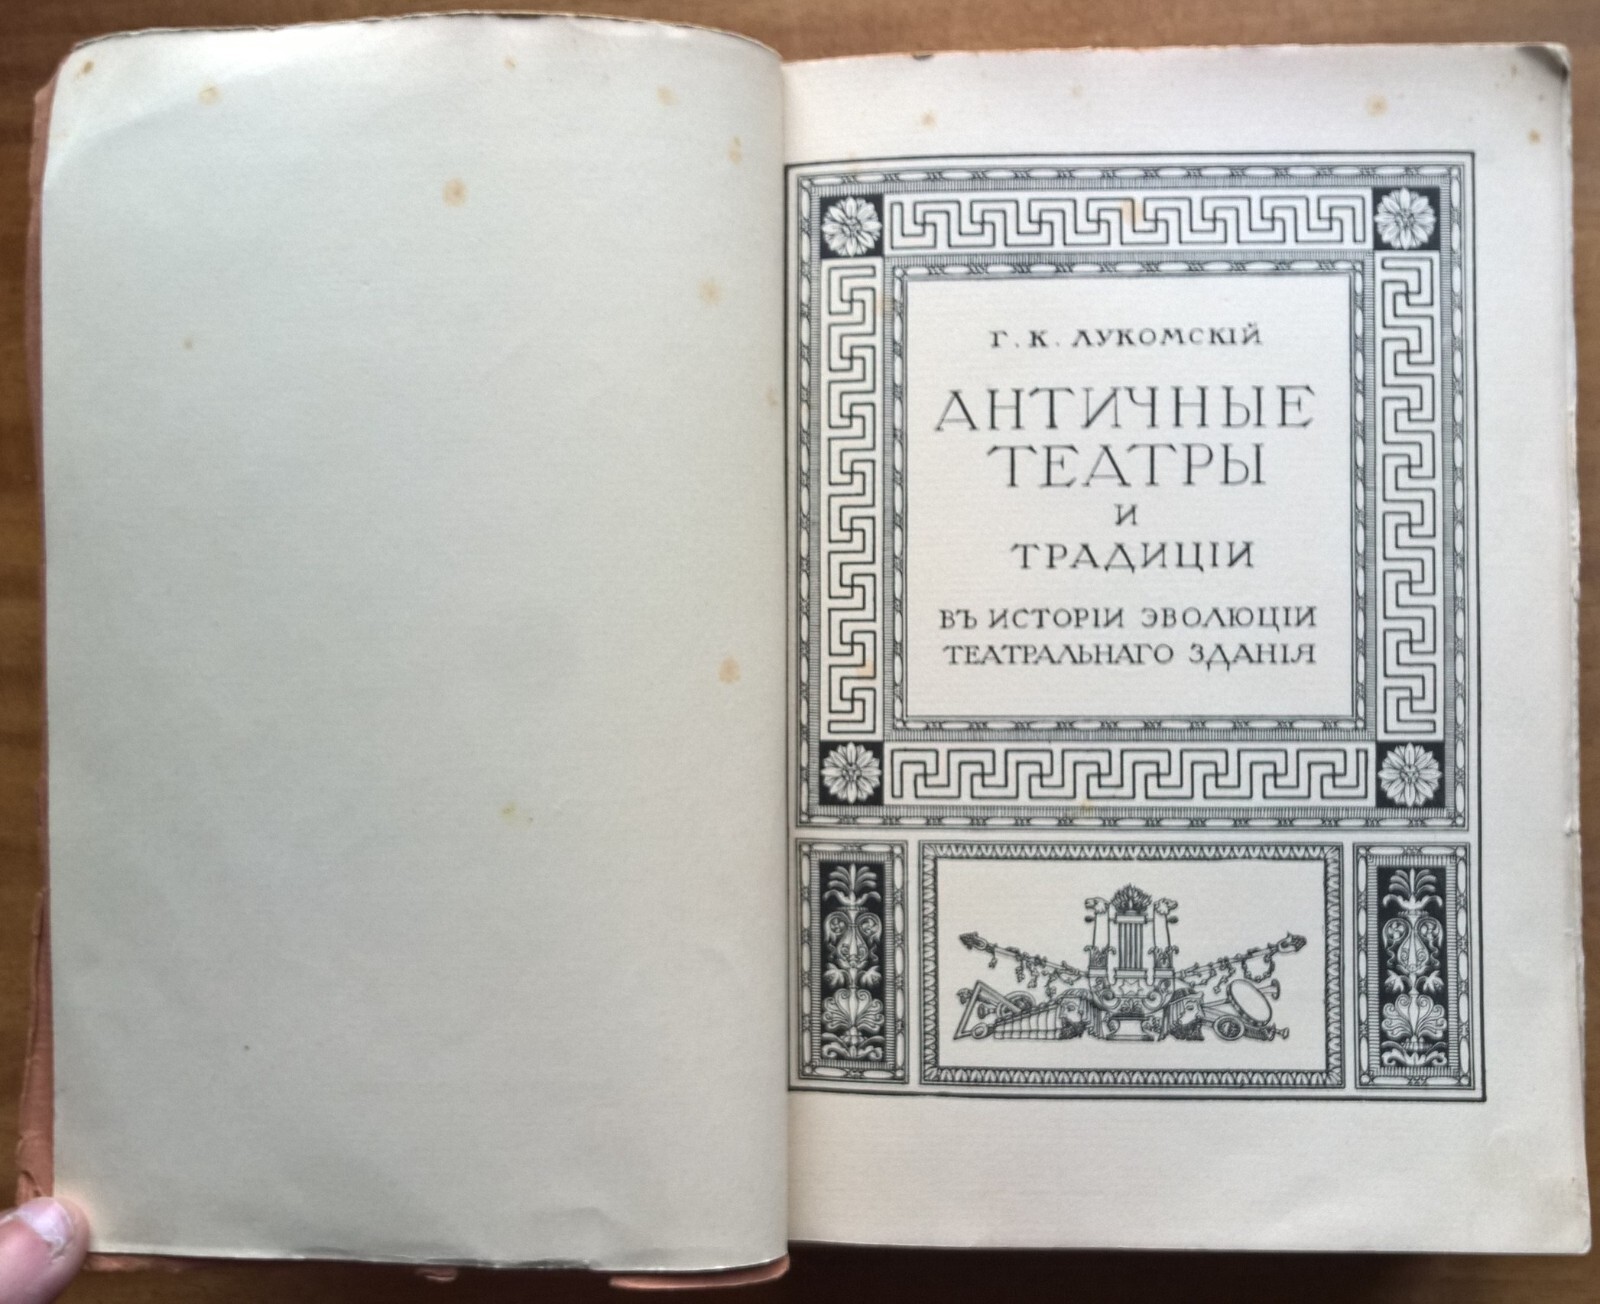 Г. К. ЛУКОМСКІЙ
АНТИЧНЫЕ
ТЕАТРЫ
И
ТРАДИЦІИ
ВЪ ИСТОРІИ ЭВОЛЮЦІИ
ТЕАТРАЛЬНАГО ЗДАНІЯ